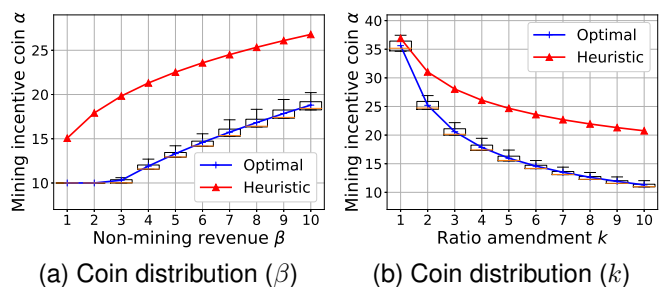 Mining incentive coin α
25
20
15
10
1 2 3 4 5 6 7 8 9 10
Non-mining revenue β
Optimal
Heuristic
(a) Coin distribution (β)
Mining incentive coin α
40
35
30
25
20
15
10
1 2 3 4 5 6 7 8 9 10
Ratio amendment k
Optimal
Heuristic
(b) Coin distribution (k)